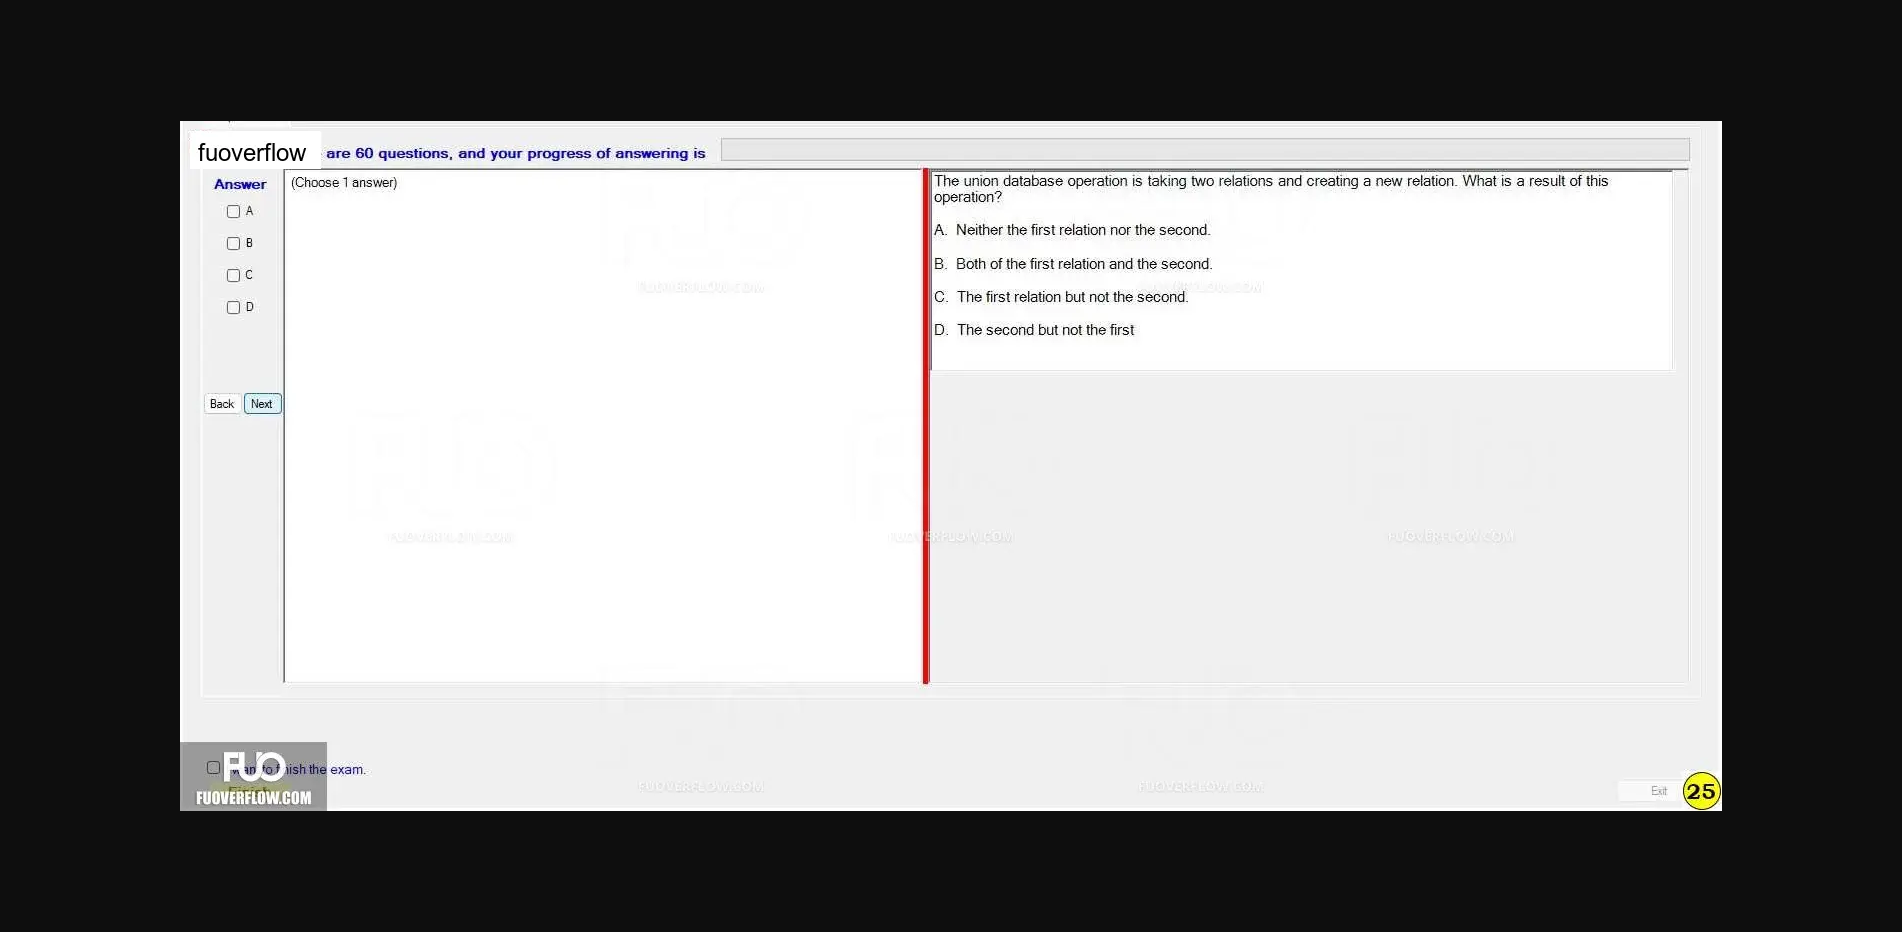 fuoverflow are 60 questions, and your progress of answering is
Answer
A
B
C
D
Back Next
(Choose 1 answer)
The union database operation is taking two relations and creating a new relation. What is a result of this
operation?
A. Neither the first relation nor the second.
B. Both of the first relation and the second.
C. The first relation but not the second.
D. The second but not the first
FUOVERFLOW.COM
FUOVERFLOW.COM
FUOVERFLOW.COM
FUOVERFLOW.COM
FUOVERFLOW.COM
want to finish the exam.
Finish
FUO
FUOVERFLOW.COM
FUOVERFLOW.COM
FUOVERFLOW.COM
Exit
25